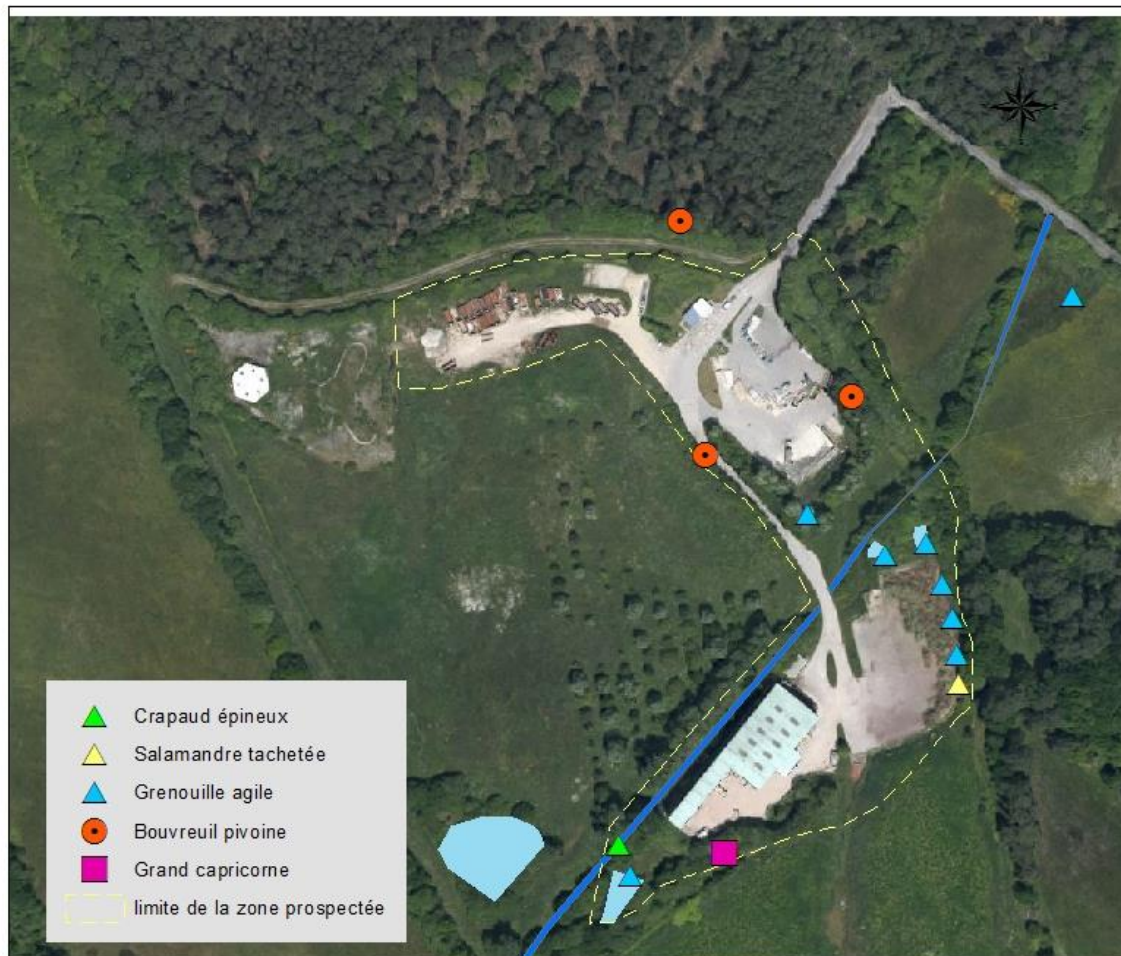 Crapaud épineux
Salamandre tachetée
Grenouille agile
Bouvreuil pivoine
Grand capricorne
limite de la zone prospectée